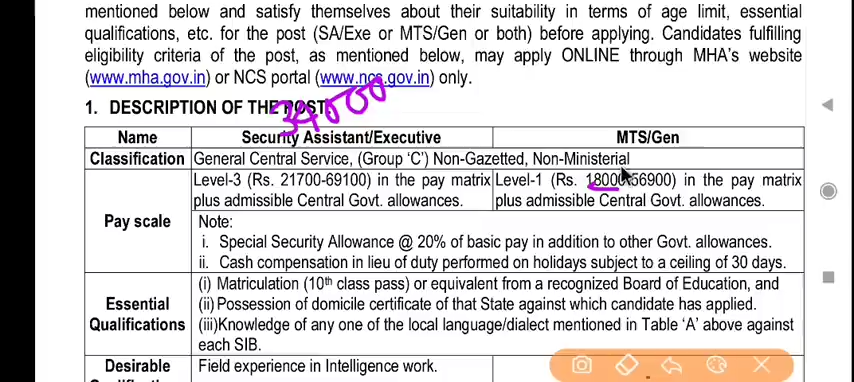 mentioned below and satisfy themselves about their suitability in terms of age limit, essential
qualifications, etc. for the post (SA/Exe or MTS/Gen or both) before applying. Candidates fulfilling
eligibility criteria of the post, as mentioned below, may apply ONLINE through MHA's website
(www.mha.gov.in) or NCS portal (www.ncs.gov.in) only.
34000
1. DESCRIPTION OF THE POST:
Name Security Assistant/Executive MTS/Gen
Classification General Central Service, (Group 'C') Non-Gazetted, Non-Ministerial
Level-3 (Rs. 21700-69100) in the pay matrix Level-1 (Rs. 18000-56900) in the pay matrix
plus admissible Central Govt. allowances. plus admissible Central Govt. allowances.
Pay scale Note:
i. Special Security Allowance @ 20% of basic pay in addition to other Govt. allowances.
ii. Cash compensation in lieu of duty performed on holidays subject to a ceiling of 30 days.
(i) Matriculation (10th class pass) or equivalent from a recognized Board of Education, and
Essential (ii) Possession of domicile certificate of that State against which candidate has applied.
Qualifications (iii) Knowledge of any one of the local language/dialect mentioned in Table 'A' above against
each SIB.
Desirable Field experience in Intelligence work.